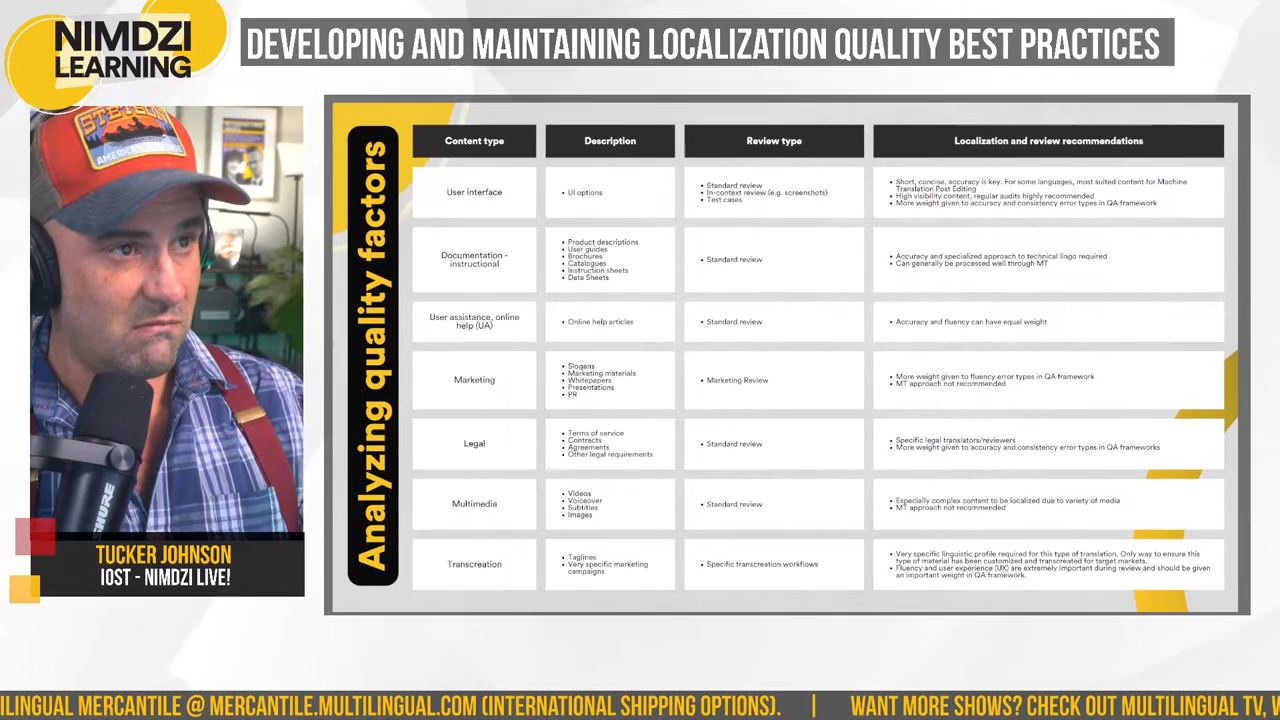 NIMDZI
LEARNING
DEVELOPING AND MAINTAINING LOCALIZATION QUALITY BEST PRACTICES
STETSON
AMERICAN
SHURE
TUCKER JOHNSON
IOST - NIMDZI LIVE!
Analyzing quality factors
Content type
Description
Review type
Localization and review recommendations
User interface
• UI options
• Standard review
• In-context review (e.g. screenshots)
• Test cases
• Short, concise, accuracy is key. For some languages, most suited content for Machine
Translation Post Editing
• High visibility content, regular audits highly recommended
• More weight given to accuracy and consistency error types in QA framework
Documentation -
instructional
• Product descriptions
• User guides
• Brochures
• Catalogues
• Instruction sheets
• Data Sheets
• Standard review
• Accuracy and specialized approach to technical lingo required
• Can generally be processed well through MT
User assistance, online
help (UA)
• Online help articles
• Standard review
• Accuracy and fluency can have equal weight
Marketing
• Slogans
• Marketing materials
• Whitepapers
• Presentations
• PR
• Marketing Review
• More weight given to fluency error types in QA framework
• MT approach not recommended
Legal
• Terms of service
• Contracts
• Agreements
• Other legal requirements
• Standard review
• Specific legal translators/reviewers
• More weight given to accuracy and consistency error types in QA frameworks
Multimedia
• Videos
• Voiceover
• Subtitles
• Images
• Standard review
• Especially complex content to be localized due to variety of media
• MT approach not recommended
Transcreation
• Taglines
• Very specific marketing
campaigns
• Specific transcreation workflows
• Very specific linguistic profile required for this type of translation. Only way to ensure this
type of material has been customized and transcreated for target markets.
• Fluency and user experience (UX) are extremely important during review and should be given
an important weight in QA framework.
ILINGUAL MERCANTILE @ MERCANTILE.MULTILINGUAL.COM (INTERNATIONAL SHIPPING OPTIONS). | WANT MORE SHOWS? CHECK OUT MULTILINGUAL TV, W